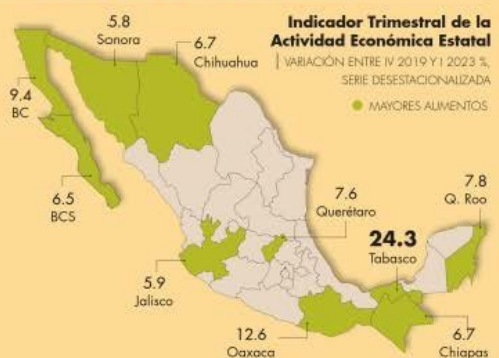 Indicador Trimestral de la
Actividad Económica Estatal
VARIACIÓN ENTRE IV 2019 Y I 2023 %,
SERIE DESESTACIONALIZADA
MAYORES ALIMENTOS
5.8
Sonora
6.7
Chihuahua
9.4
BC
6.5
BCS
7.6
Querétaro
7.8
Q. Roo
24.3
Tabasco
5.9
Jalisco
12.6
Oaxaca
6.7
Chiapas